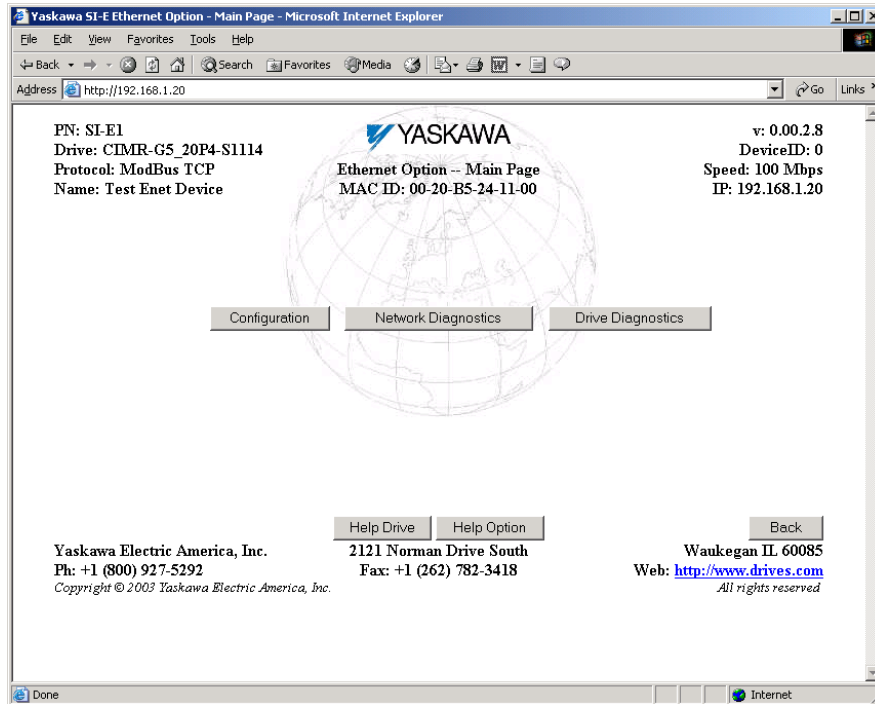 Yaskawa SI-E Ethernet Option - Main Page - Microsoft Internet Explorer
File Edit View Favorites Tools Help
Back Search Favorites Media
Address http://192.168.1.20 Go Links
PN: SI-E1 YASKAWA v: 0.00.2.8
Drive: CIMR-G5_20P4-S1114 DeviceID: 0
Protocol: ModBus TCP Ethernet Option -- Main Page Speed: 100 Mbps
Name: Test Enet Device MAC ID: 00-20-B5-24-11-00 IP: 192.168.1.20
Configuration Network Diagnostics Drive Diagnostics
Help Drive Help Option Back
Yaskawa Electric America, Inc. 2121 Norman Drive South Waukegan IL 60085
Ph: +1 (800) 927-5292 Fax: +1 (262) 782-3418 Web: http://www.drives.com
Copyright © 2003 Yaskawa Electric America, Inc. All rights reserved
Done Internet